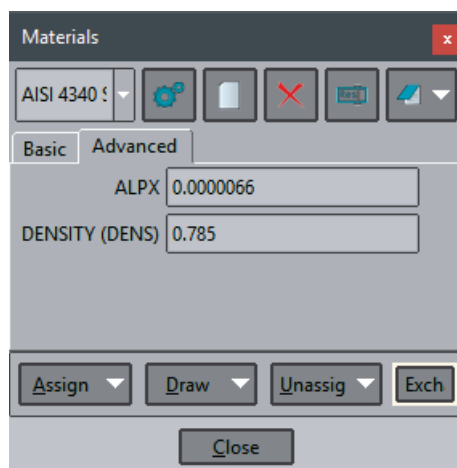 Materials
x
AISI 4340 S
Basic Advanced
ALPX 0.0000066
DENSITY (DENS) 0.785
Assign Draw Unassig Exch
Close